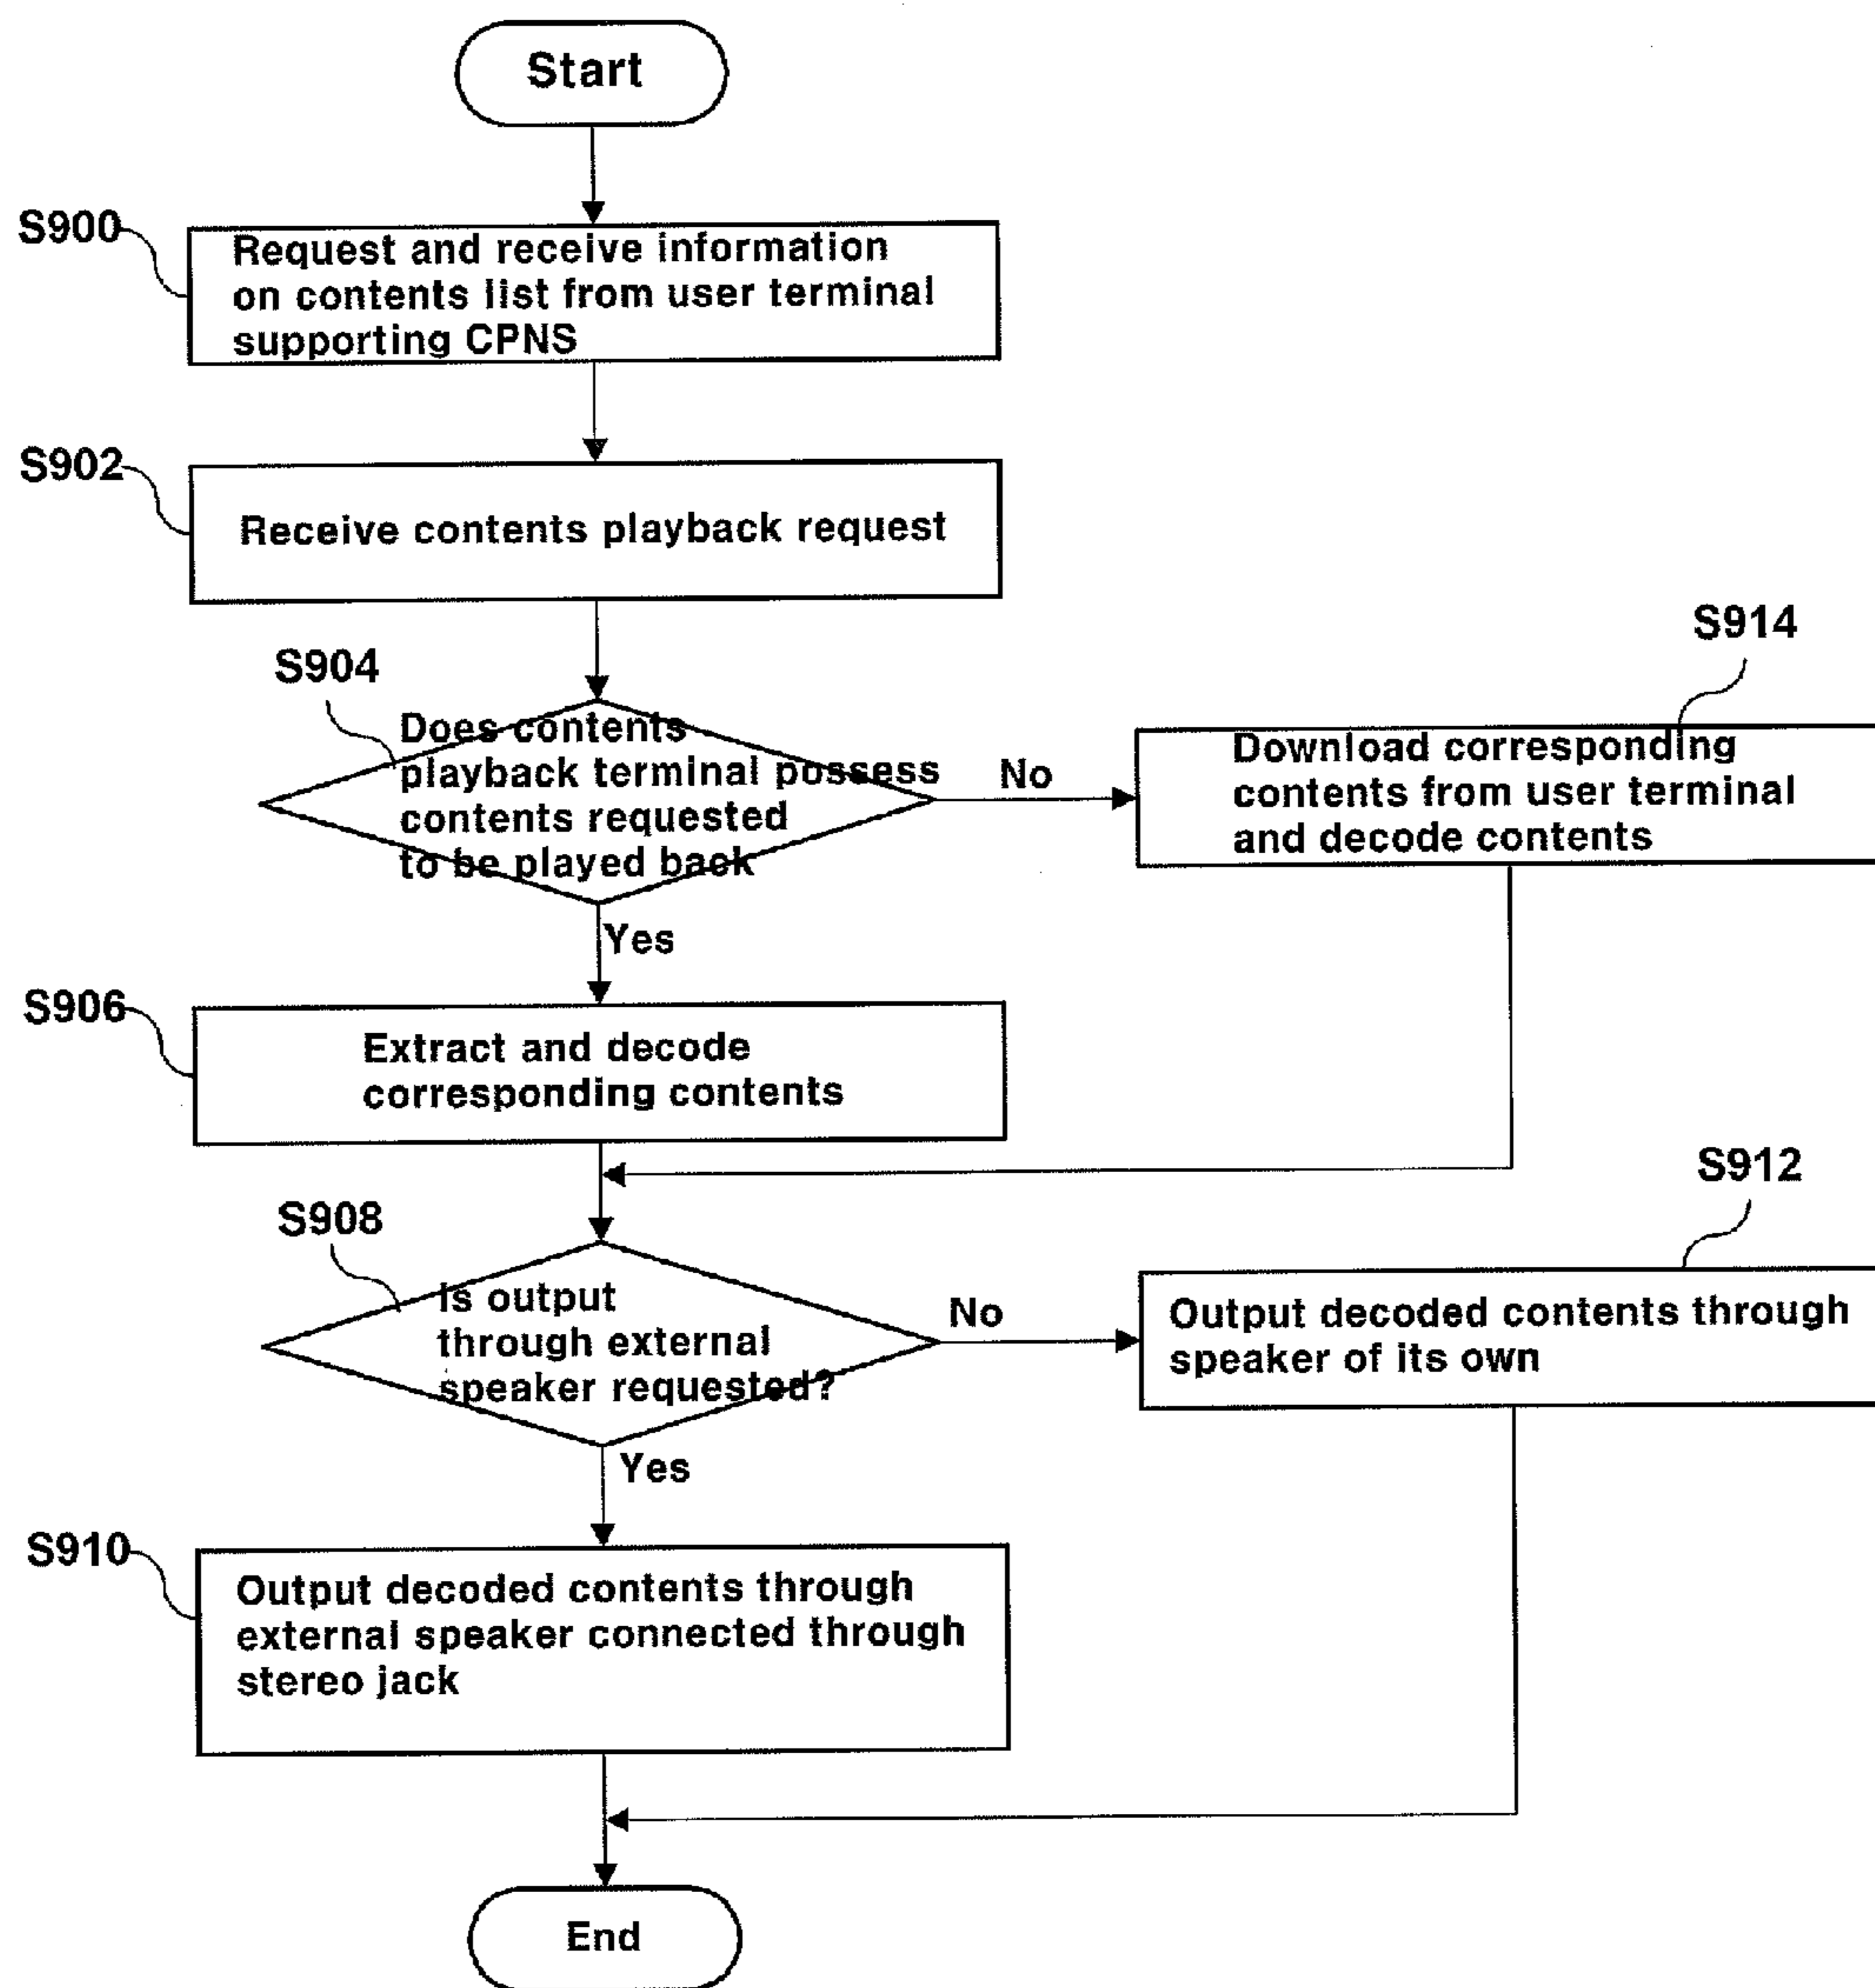 Start
S900
Request and receive information
on contents list from user terminal
supporting CPNS
S902
Receive contents playback request
S904
Does contents
playback terminal possess
contents requested
to be played back
No
S914
Download corresponding
contents from user terminal
and decode contents
Yes
S906
Extract and decode
corresponding contents
S908
Is output
through external
speaker requested?
No
S912
Output decoded contents through
speaker of its own
Yes
S910
Output decoded contents through
external speaker connected through
stereo jack
End